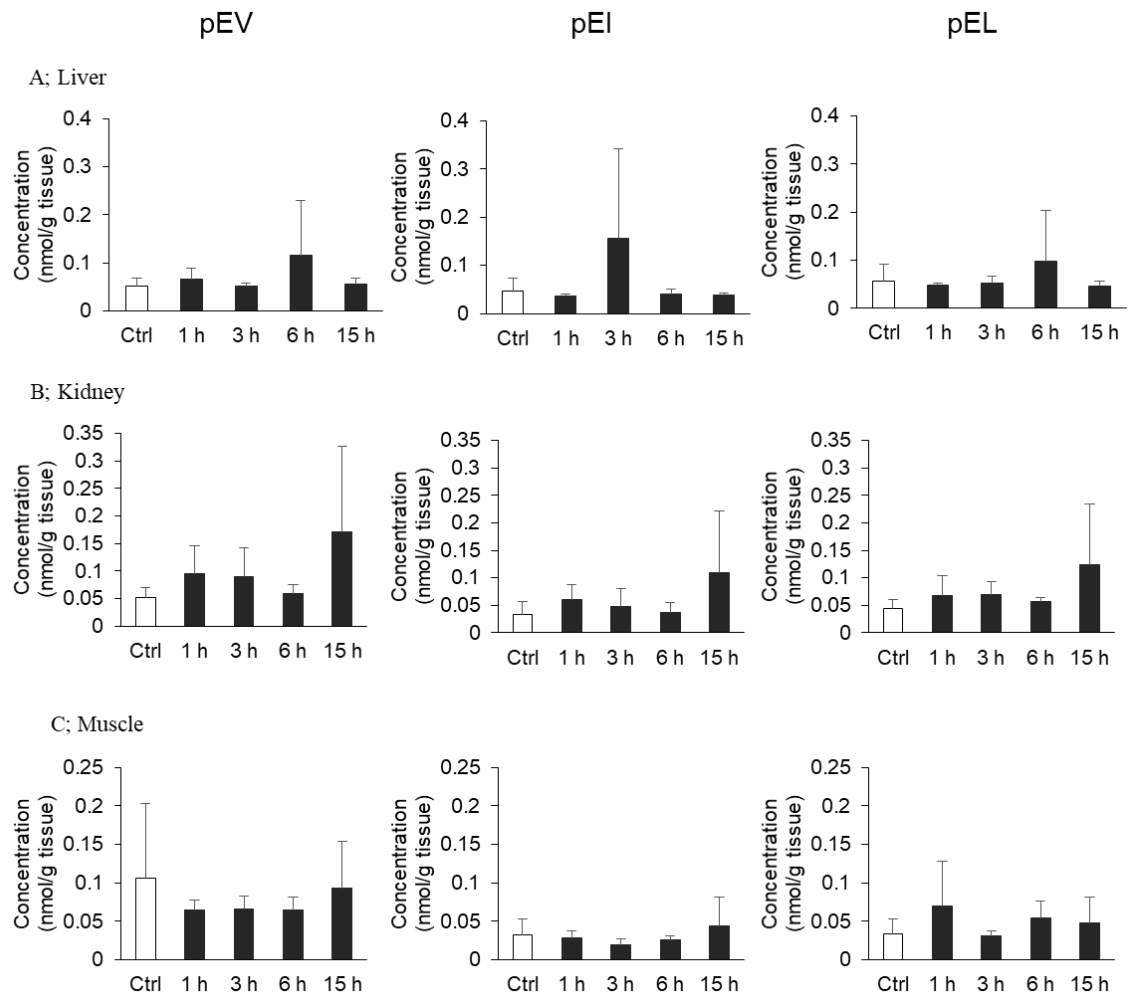 pEV pEI pEL
A; Liver
Concentration (nmol/g tissue)
0.4
0.3
0.2
0.1
0
Ctrl 1 h 3 h 6 h 15 h
Concentration (nmol/g tissue)
0.4
0.3
0.2
0.1
0
Ctrl 1 h 3 h 6 h 15 h
Concentration (nmol/g tissue)
0.4
0.3
0.2
0.1
0
Ctrl 1 h 3 h 6 h 15 h
B; Kidney
Concentration (nmol/g tissue)
0.35
0.3
0.25
0.2
0.15
0.1
0.05
0
Ctrl 1 h 3 h 6 h 15 h
Concentration (nmol/g tissue)
0.35
0.3
0.25
0.2
0.15
0.1
0.05
0
Ctrl 1 h 3 h 6 h 15 h
Concentration (nmol/g tissue)
0.35
0.3
0.25
0.2
0.15
0.1
0.05
0
Ctrl 1 h 3 h 6 h 15 h
C; Muscle
Concentration (nmol/g tissue)
0.25
0.2
0.15
0.1
0.05
0
Ctrl 1 h 3 h 6 h 15 h
Concentration (nmol/g tissue)
0.25
0.2
0.15
0.1
0.05
0
Ctrl 1 h 3 h 6 h 15 h
Concentration (nmol/g tissue)
0.25
0.2
0.15
0.1
0.05
0
Ctrl 1 h 3 h 6 h 15 h